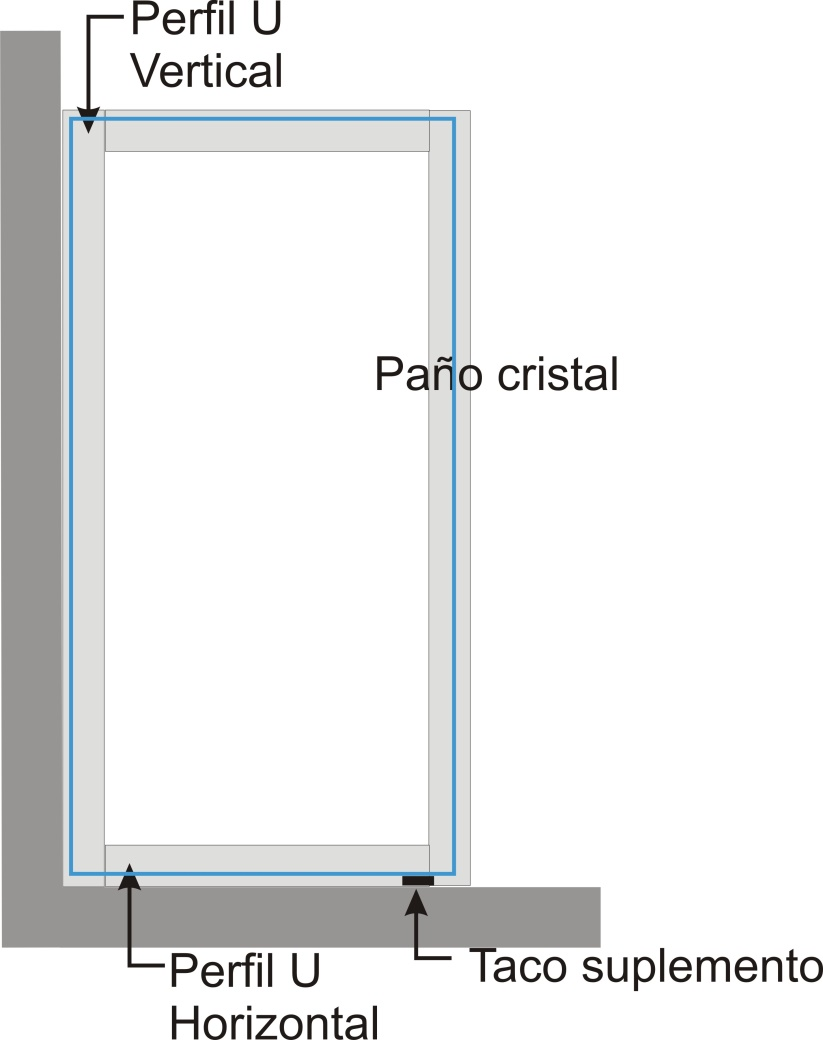 Perfil U
Vertical
Paño cristal
Perfil U
Horizontal
Taco suplemento